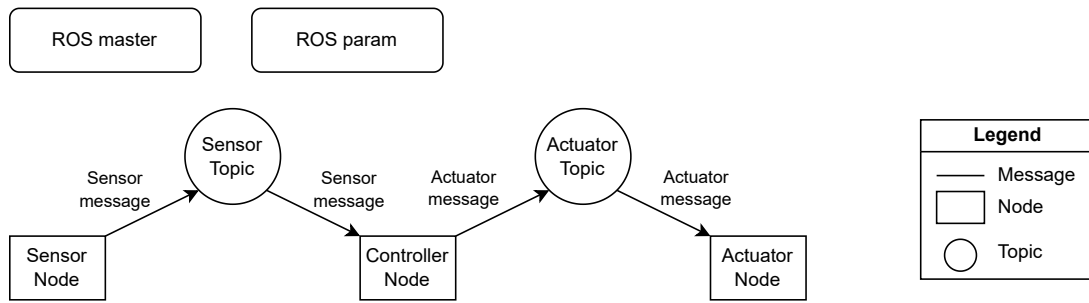 ROS master
ROS param
Sensor
Topic
Actuator
Topic
Sensor
message
Sensor
message
Actuator
message
Actuator
message
Sensor
Node
Controller
Node
Actuator
Node
Legend
Message
Node
Topic